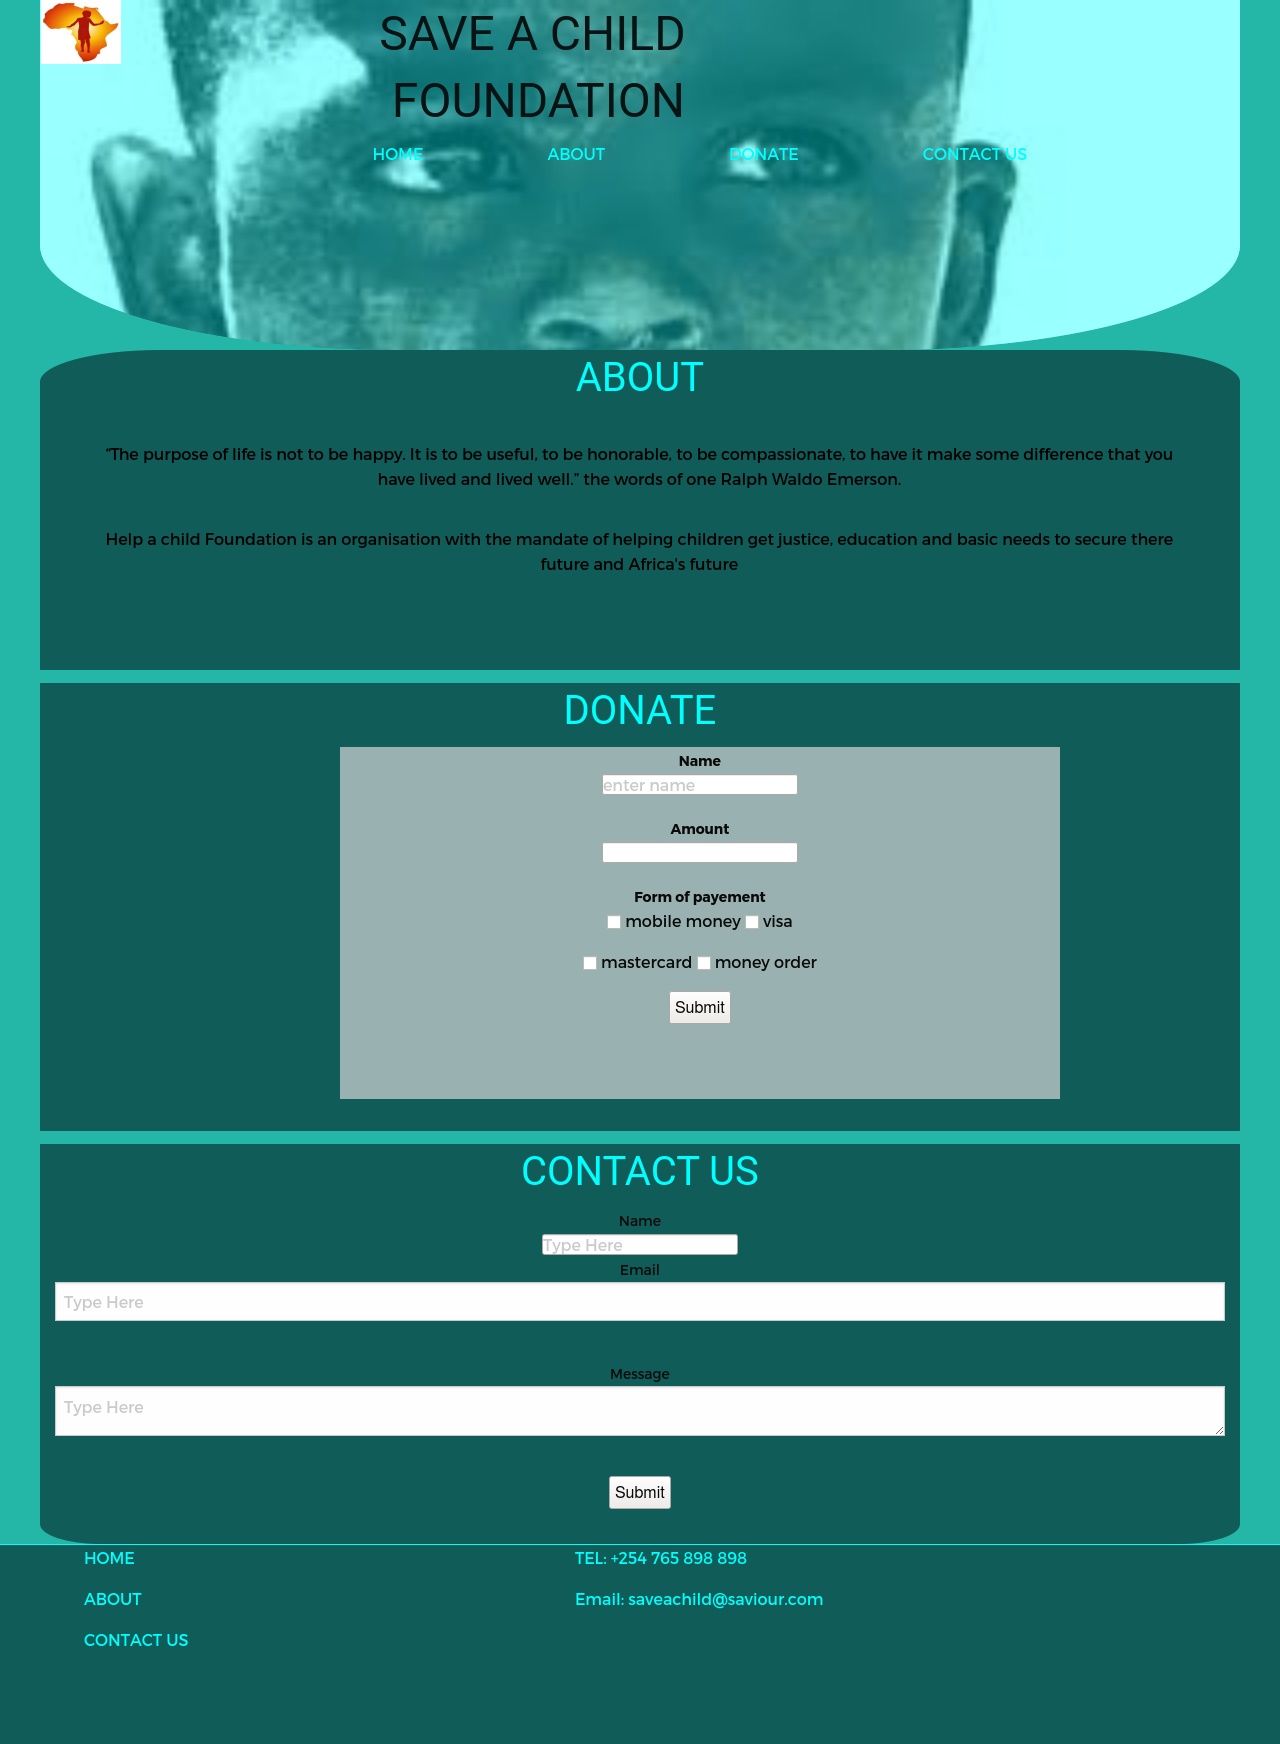 SAVE A CHILD
FOUNDATION
HOME ABOUT DONATE CONTACT US
ABOUT
"The purpose of life is not to be happy. It is to be useful, to be honorable, to be compassionate, to have it make some difference that you
have lived and lived well.” the words of one Ralph Waldo Emerson.
Help a child Foundation is an organisation with the mandate of helping children get justice, education and basic needs to secure there
future and Africa's future
DONATE
Name
enter name
Amount
Form of payement
mobile money visa
mastercard money order
Submit
CONTACT US
Name
Type Here
Email
Type Here
Message
Type Here
Submit
HOME
ABOUT
CONTACT US
TEL: +254 765 898 898
Email: saveachild@saviour.com